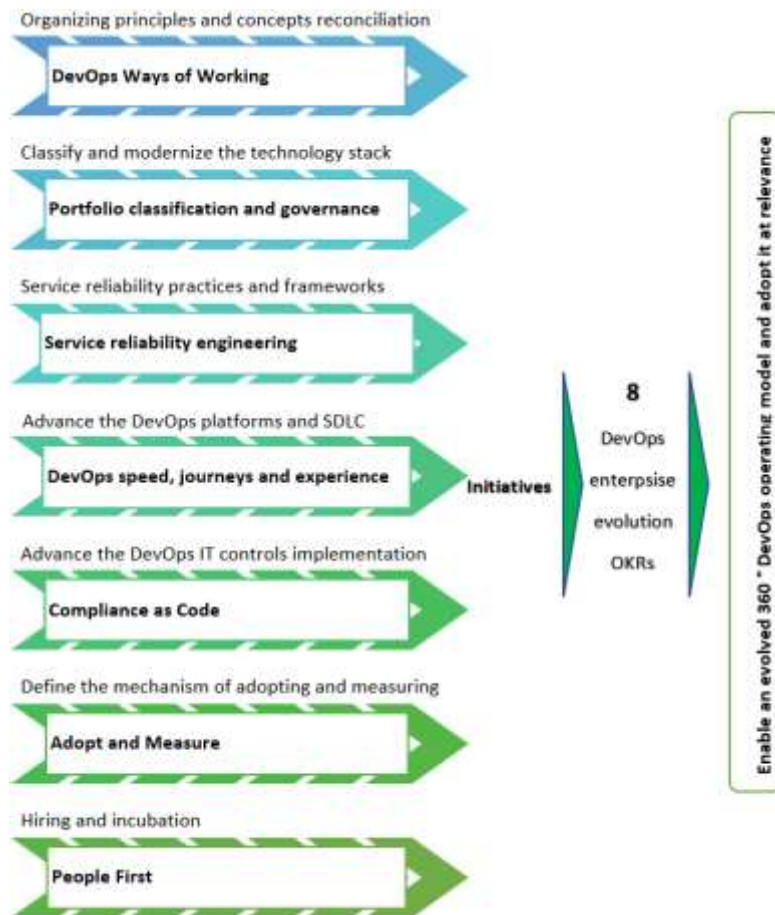 Organizing principles and concepts reconciliation
DevOps Ways of Working
Classify and modernize the technology stack
Portfolio classification and governance
Service reliability practices and frameworks
Service reliability engineering
Advance the DevOps platforms and SDLC
DevOps speed, journeys and experience
Advance the DevOps IT controls implementation
Compliance as Code
Define the mechanism of adopting and measuring
Adopt and Measure
Hiring and incubation
People First
Initiatives
8
DevOps
enterpsise
evolution
OKRs
Enable an evolved 360 ° DevOps operating model and adopt it at relevance